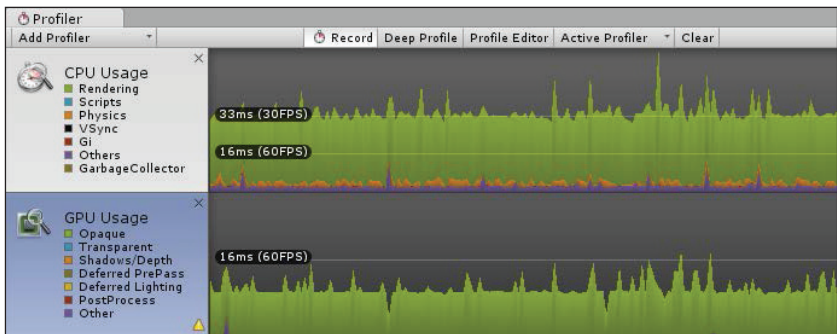 Profiler
Add Profiler Record Deep Profile Profile Editor Active Profiler Clear
CPU Usage
Rendering
Scripts
Physics
VSync
Gi
Others
GarbageCollector
33ms (30FPS)
16ms (60FPS)
GPU Usage
Opaque
Transparent
Shadows/Depth
Deferred PrePass
Deferred Lighting
PostProcess
Other
16ms (60FPS)